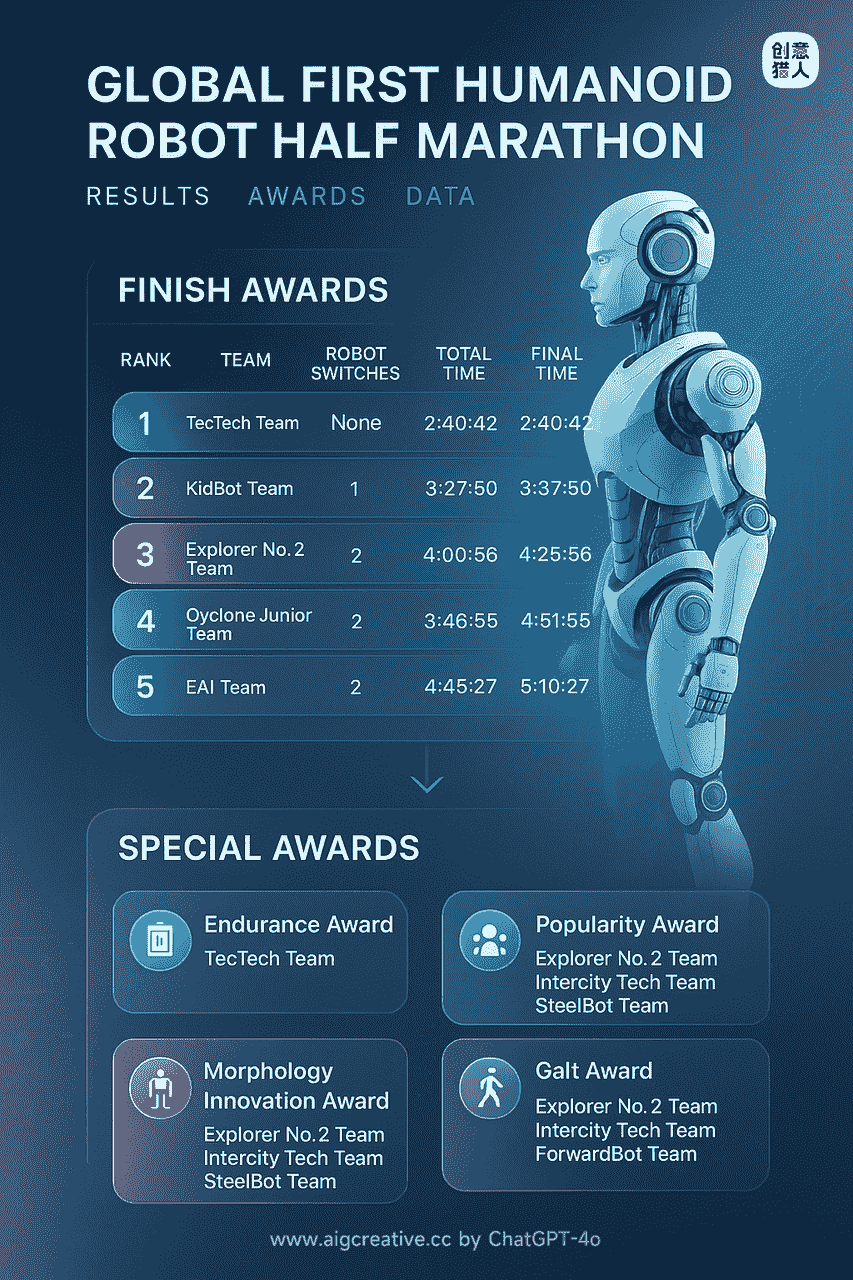 创意
猎人
GLOBAL FIRST HUMANOID
ROBOT HALF MARATHON
RESULTS AWARDS DATA
FINISH AWARDS
RANK TEAM ROBOT SWITCHES TOTAL TIME FINAL TIME
1 TecTech Team None 2:40:42 2:40:42
2 KidBot Team 1 3:27:50 3:37:50
3 Explorer No. 2 Team 2 4:00:56 4:25:56
4 Oyclone Junior Team 2 3:46:55 4:51:55
5 EAI Team 2 4:45:27 5:10:27
SPECIAL AWARDS
Endurance Award
TecTech Team
Popularity Award
Explorer No. 2 Team
Intercity Tech Team
SteelBot Team
Morphology
Innovation Award
Explorer No. 2 Team
Intercity Tech Team
SteelBot Team
Galt Award
Explorer No. 2 Team
Intercity Tech Team
ForwardBot Team
www.aigcreative.cc by ChatGPT-4o